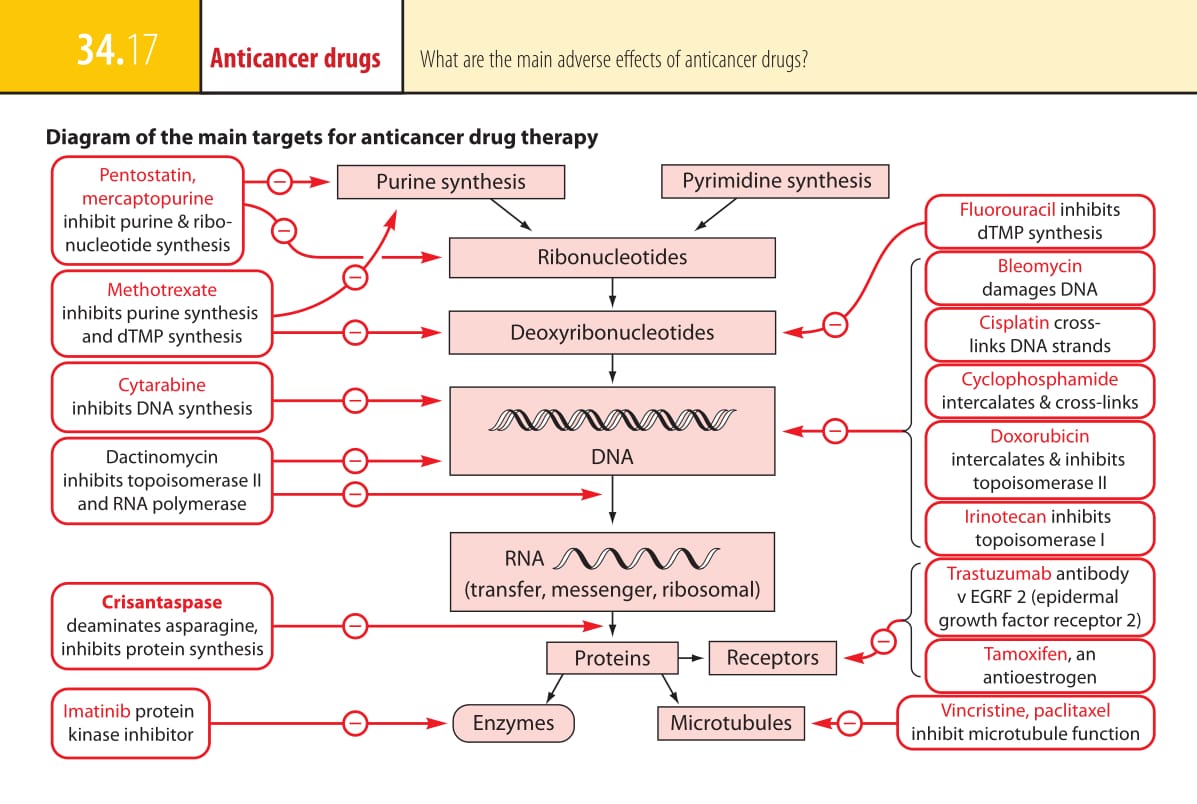 34.17
Anticancer drugs
What are the main adverse effects of anticancer drugs?
Diagram of the main targets for anticancer drug therapy
Pentostatin,
mercaptopurine
inhibit purine & ribo-
nucleotide synthesis
Methotrexate
inhibits purine synthesis
and dTMP synthesis
Cytarabine
inhibits DNA synthesis
Dactinomycin
inhibits topoisomerase II
and RNA polymerase
Crisantaspase
deaminates asparagine,
inhibits protein synthesis
Imatinib protein
kinase inhibitor
Purine synthesis
Pyrimidine synthesis
Ribonucleotides
Deoxyribonucleotides
DNA
RNA
(transfer, messenger, ribosomal)
Proteins
Receptors
Enzymes
Microtubules
Fluorouracil inhibits
dTMP synthesis
Bleomycin
damages DNA
Cisplatin cross-
links DNA strands
Cyclophosphamide
intercalates & cross-links
Doxorubicin
intercalates & inhibits
topoisomerase II
Irinotecan inhibits
topoisomerase I
Trastuzumab antibody
v EGRF 2 (epidermal
growth factor receptor 2)
Tamoxifen, an
antioestrogen
Vincristine, paclitaxel
inhibit microtubule function